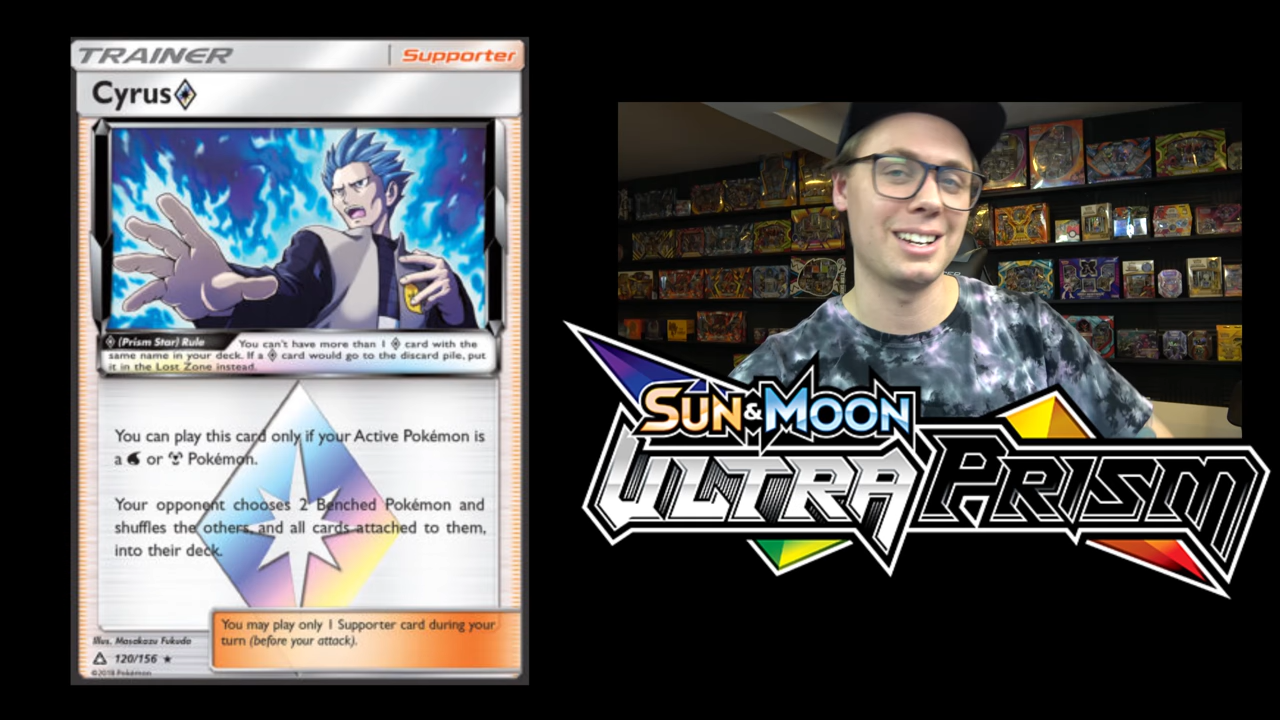 TRAINER
Supporter
Cyrus
(Prism Star) Rule You can't have more than 1 card with the
same name in your deck. If a card would go to the discard pile, put
it in the Lost Zone instead.
You can play this card only if your Active Pokémon is
a or Pokémon.
Your opponent chooses 2 Benched Pokémon and
shuffles the others, and all cards attached to them,
into their deck.
You may play only 1 Supporter card during your
turn (before your attack).
Illus. Masakazu Fukuda
120/156
©2018 Pokémon
SUN & MOON
ULTRA PRISM